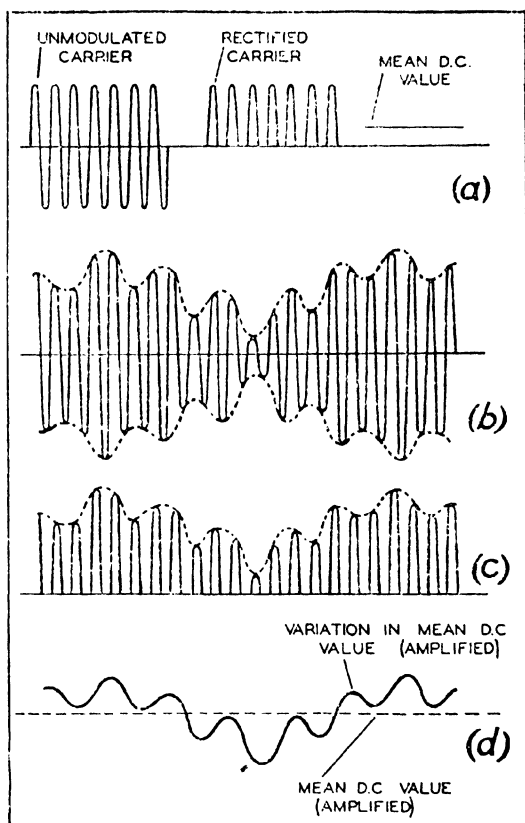 UNMODULATED
CARRIER
RECTIFIED
CARRIER
MEAN D.C.
VALUE
(a)
(b)
(c)
VARIATION IN MEAN D.C
VALUE (AMPLIFIED)
(d)
MEAN D.C VALUE
(AMPLIFIED)